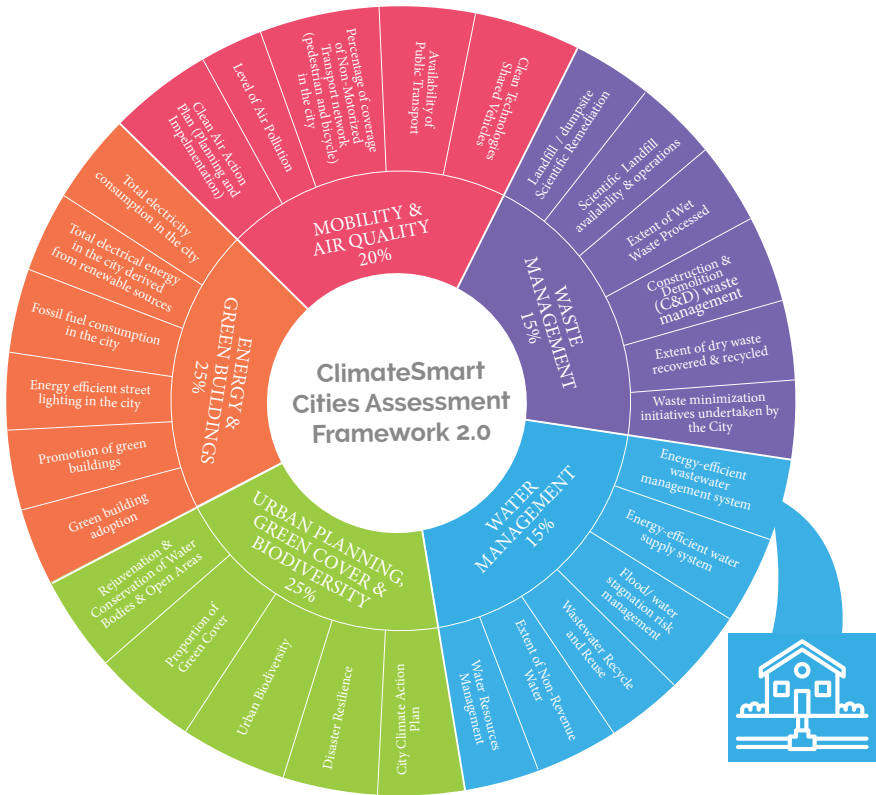 ClimateSmart
Cities Assessment
Framework 2.0
MOBILITY &
AIR QUALITY
20%
Clean Air Action
Plan (Planning and
Impelmentation)
Level of Air Pollution
Percentage of coverage
of Non-Motorized
Transport network
(pedestrian and bicycle)
in the city
Availability of
Public Transport
Clean Technologies
Shared Vehicles
WASTE
MANAGEMENT
15%
Landfill / dumpsite
Scientific Remediation
Scientific Landfill
availability & operations
Extent of Wet
Waste Processed
Construction &
Demolition
(C&D) waste
management
Extent of dry waste
recovered & recycled
Waste minimization
initiatives undertaken by
the City
WATER
MANAGEMENT
15%
Energy-efficient
wastewater
management system
Energy-efficient water
supply system
Flood/ water
stagnation risk
management
Wastewater Recycle
and Reuse
Extent of Non-Revenue
Water
Water Resources
Management
URBAN PLANNING,
GREEN COVER &
BIODIVERSITY
25%
City Climate Action
Plan
Disaster Resilience
Urban Biodiversity
Proportion of
Green Cover
Rejuvenation &
Conservation of Water
Bodies & Open Areas
ENERGY &
GREEN BUILDINGS
25%
Green building
adoption
Promotion of green
buildings
Energy efficient street
lighting in the city
Fossil fuel consumption
in the city
Total electrical energy
in the city derived
from renewable sources
Total electricity
consumption in the city